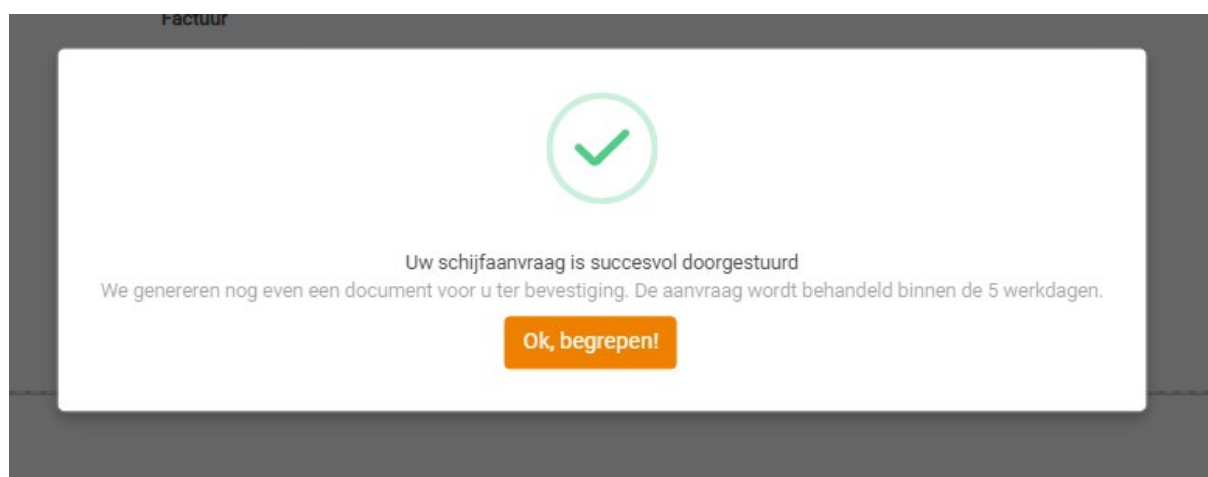 Factuur
Uw schijfaanvraag is succesvol doorgestuurd
We genereren nog even een document voor u ter bevestiging. De aanvraag wordt behandeld binnen de 5 werkdagen.
Ok, begrepen!